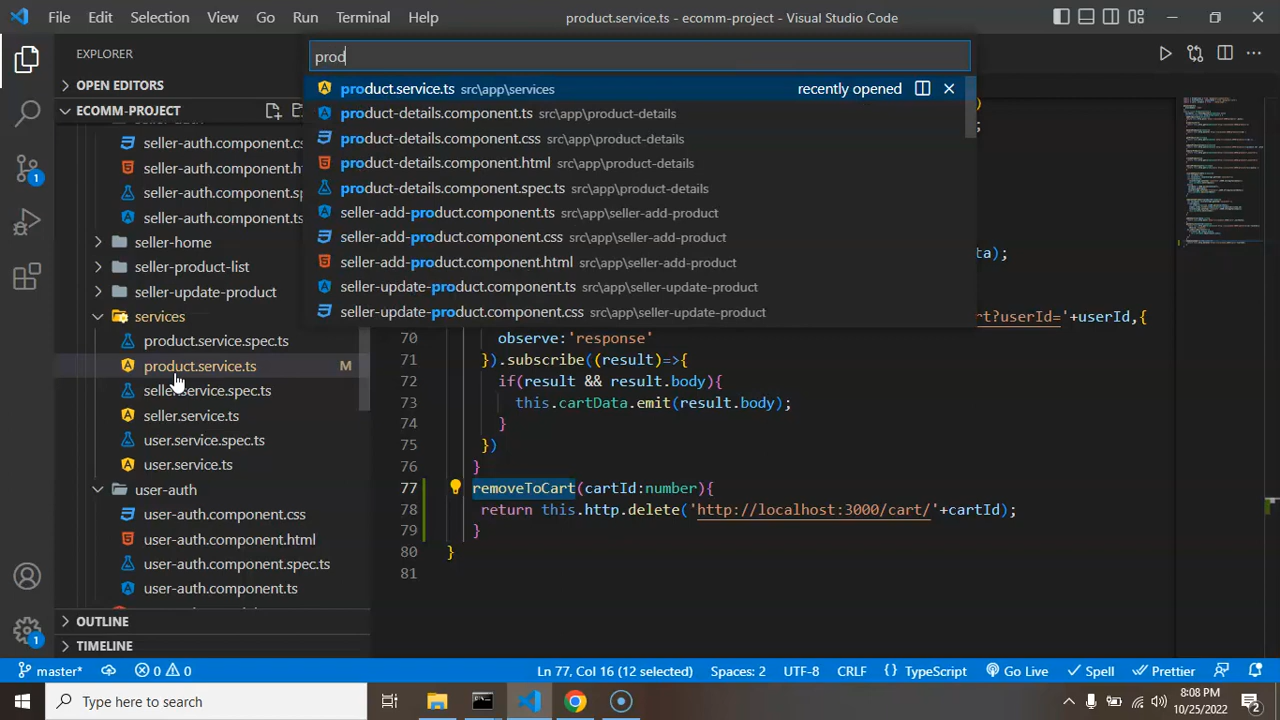 File Edit Selection View Go Run Terminal Help product.service.ts - ecomm-project - Visual Studio Code
EXPLORER
OPEN EDITORS
ECOMM-PROJECT
seller-auth.component.cs
seller-auth.component.h
seller-auth.component.sp
seller-auth.component.ts
seller-home
seller-product-list
seller-update-product
services
product.service.spec.ts
product.service.ts M
seller.service.spec.ts
seller.service.ts
user.service.spec.ts
user.service.ts
user-auth
user-auth.component.css
user-auth.component.html
user-auth.component.spec.ts
user-auth.component.ts
OUTLINE
TIMELINE
prod
product.service.ts src\app\services recently opened
product-details.component.ts src\app\product-details
product-details.component.css src\app\product-details
product-details.component.html src\app\product-details
product-details.component.spec.ts src\app\product-details
seller-add-product.component.ts src\app\seller-add-product
seller-add-product.component.css src\app\seller-add-product
seller-add-product.component.html src\app\seller-add-product
seller-update-product.component.ts src\app\seller-update-product
seller-update-product.component.css src\app\seller-update-product
ta);
rt?userId='+userId,{
70 observe:'response'
71 }).subscribe((result)=>{
72 if(result && result.body){
73 this.cartData.emit(result.body);
74 }
75 })
76 }
77 removeToCart(cartId:number){
78 return this.http.delete('http://localhost:3000/cart/'+cartId);
79 }
80 }
81
1
1
master* 0 0 Ln 77, Col 16 (12 selected) Spaces: 2 UTF-8 CRLF {} TypeScript Go Live Spell Prettier
Type here to search
8:08 PM
10/25/2022
2